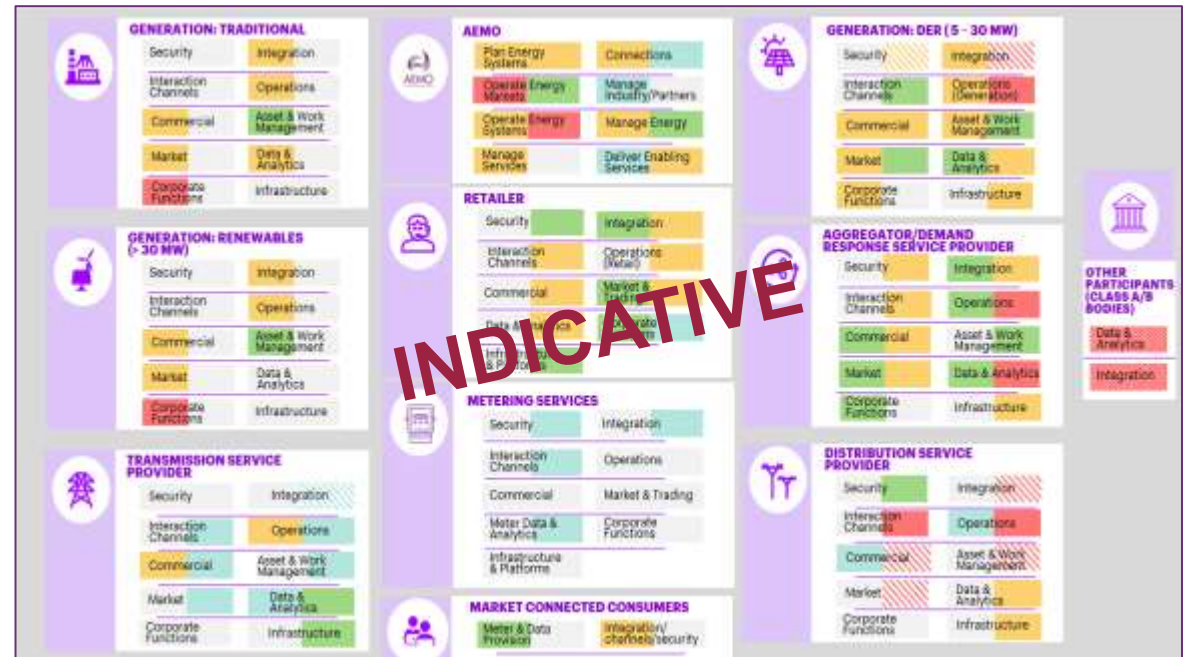 GENERATION: TRADITIONAL
Security
Integration
Interaction
Channels
Operations
Commercial
Asset & Work
Management
Market
Data &
Analytics
Corporate
Functions
Infrastructure
GENERATION: RENEWABLES
(> 30 MW)
Security
Integration
Interaction
Channels
Operations
Commercial
Asset & Work
Management
Market
Data &
Analytics
Corporate
Functions
Infrastructure
TRANSMISSION SERVICE
PROVIDER
Security
Integration
Interaction
Channels
Operations
Commercial
Asset & Work
Management
Market
Data &
Analytics
Corporate
Functions
Infrastructure
AEMO
AEMO
Plan Energy
Systems
Connections
Operate Energy
Markets
Manage
Industry/Partners
Operate Energy
Systems
Manage Energy
Manage
Services
Deliver Enabling
Services
RETAILER
Security
Integration
Interaction
Channels
Operations
(Retail)
Commercial
Market &
Trading
Data & Analytics
Corporate
Functions
Infrastructure
& Platforms
INDICATIVE
METERING SERVICES
Security
Integration
Interaction
Channels
Operations
Commercial
Market & Trading
Meter Data &
Analytics
Corporate
Functions
Infrastructure
& Platforms
MARKET CONNECTED CONSUMERS
Meter & Data
Provision
Integration/
channels/security
GENERATION: DER ( 5 - 30 MW)
Security
Integration
Interaction
Channels
Operations
(Generation)
Commercial
Asset & Work
Management
Market
Data &
Analytics
Corporate
Functions
Infrastructure
AGGREGATOR/DEMAND
RESPONSE SERVICE PROVIDER
Security
Integration
Interaction
Channels
Operations
Commercial
Asset & Work
Management
Market
Data & Analytics
Corporate
Functions
Infrastructure
DISTRIBUTION SERVICE
PROVIDER
Security
Integration
Interaction
Channels
Operations
Commercial
Asset & Work
Management
Market
Data &
Analytics
Corporate
Functions
Infrastructure
OTHER
PARTICIPANTS
(CLASS A/B
BODIES)
Data &
Analytics
Integration